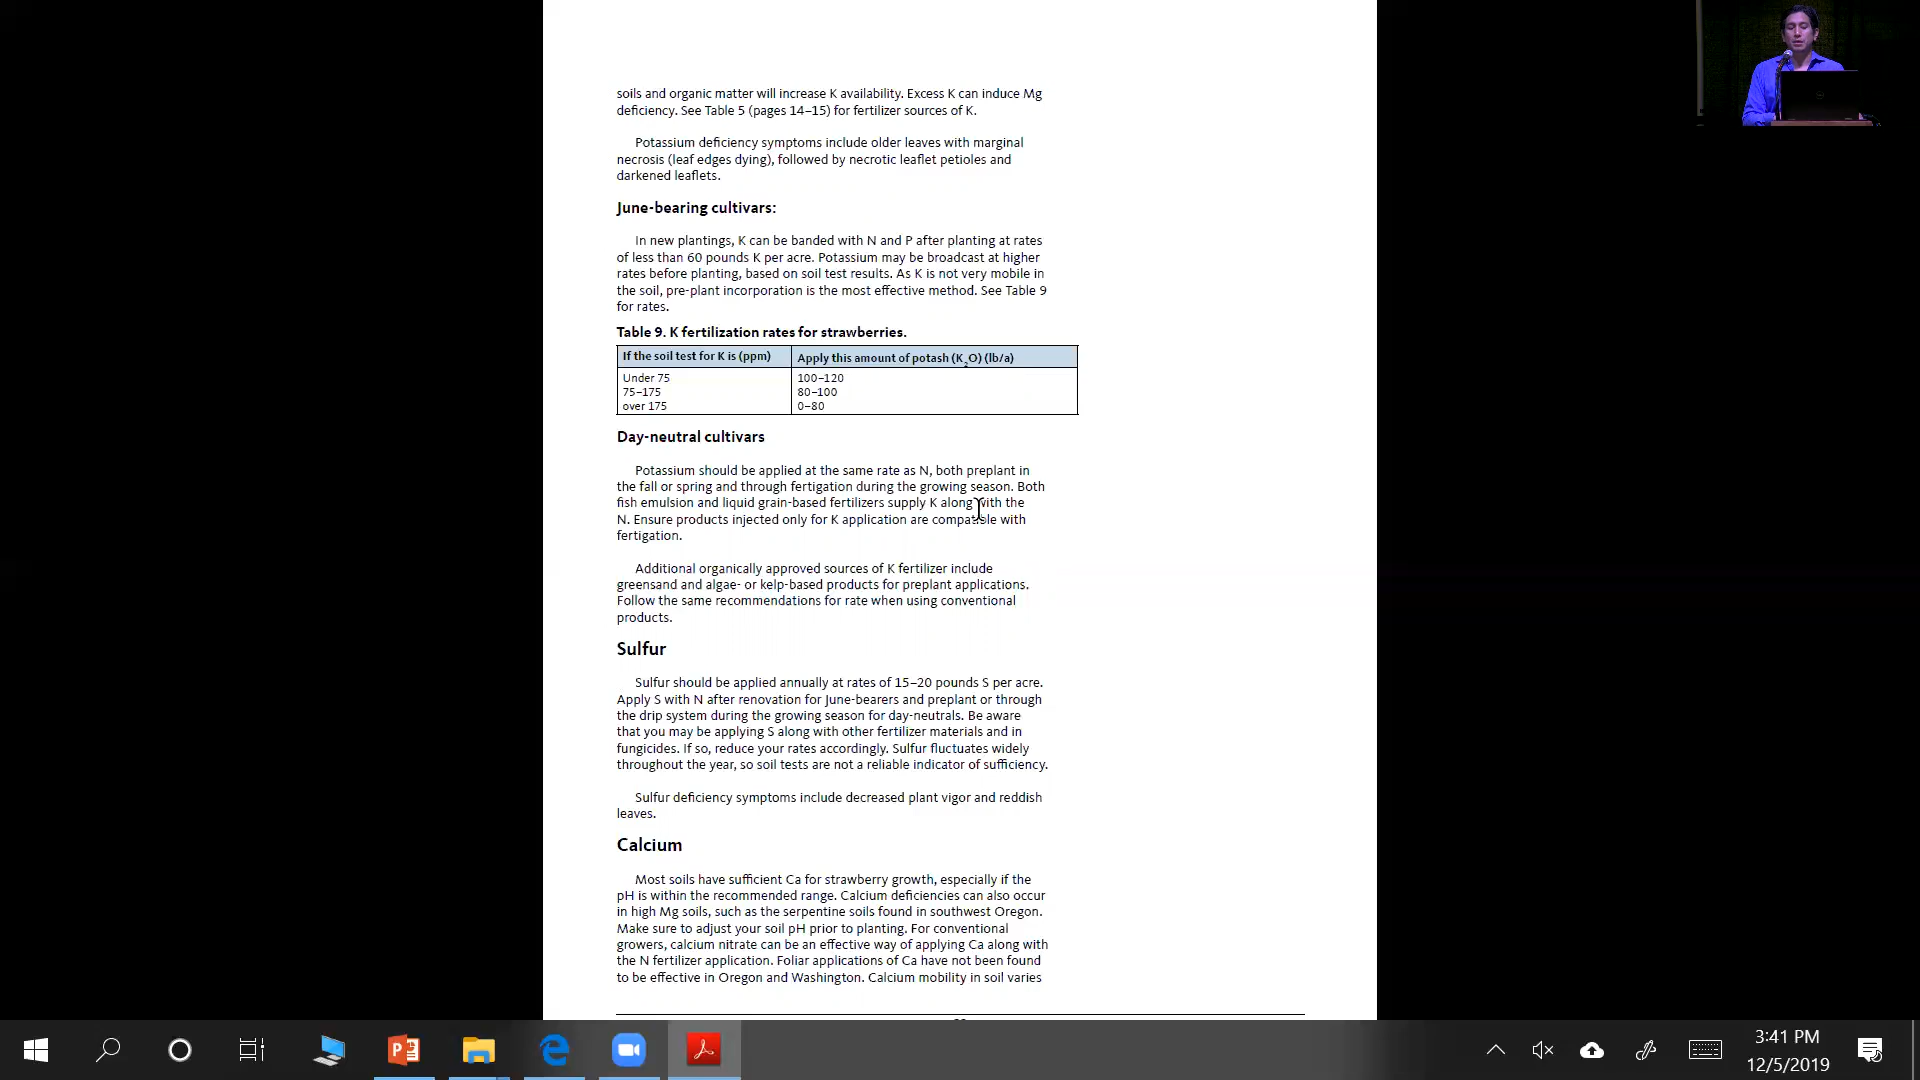 soils and organic matter will increase K availability. Excess K can induce Mg
deficiency. See Table 5 (pages 14–15) for fertilizer sources of K.
Potassium deficiency symptoms include older leaves with marginal
necrosis (leaf edges dying), followed by necrotic leaflet petioles and
darkened leaflets.
June-bearing cultivars:
In new plantings, K can be banded with N and P after planting at rates
of less than 60 pounds K per acre. Potassium may be broadcast at higher
rates before planting, based on soil test results. As K is not very mobile in
the soil, pre-plant incorporation is the most effective method. See Table 9
for rates.
Table 9. K fertilization rates for strawberries.
If the soil test for K is (ppm) Apply this amount of potash (K2O) (lb/a)
Under 75 100–120
75–175 80–100
over 175 0–80
Day-neutral cultivars
Potassium should be applied at the same rate as N, both preplant in
the fall or spring and through fertigation during the growing season. Both
fish emulsion and liquid grain-based fertilizers supply K along with the
N. Ensure products injected only for K application are compatible with
fertigation.
Additional organically approved sources of K fertilizer include
greensand and algae- or kelp-based products for preplant applications.
Follow the same recommendations for rate when using conventional
products.
Sulfur
Sulfur should be applied annually at rates of 15–20 pounds S per acre.
Apply S with N after renovation for June-bearers and preplant or through
the drip system during the growing season for day-neutrals. Be aware
that you may be applying S along with other fertilizer materials and in
fungicides. If so, reduce your rates accordingly. Sulfur fluctuates widely
throughout the year, so soil tests are not a reliable indicator of sufficiency.
Sulfur deficiency symptoms include decreased plant vigor and reddish
leaves.
Calcium
Most soils have sufficient Ca for strawberry growth, especially if the
pH is within the recommended range. Calcium deficiencies can also occur
in high Mg soils, such as the serpentine soils found in southwest Oregon.
Make sure to adjust your soil pH prior to planting. For conventional
growers, calcium nitrate can be an effective way of applying Ca along with
the N fertilizer application. Foliar applications of Ca have not been found
to be effective in Oregon and Washington. Calcium mobility in soil varies
3:41 PM
12/5/2019